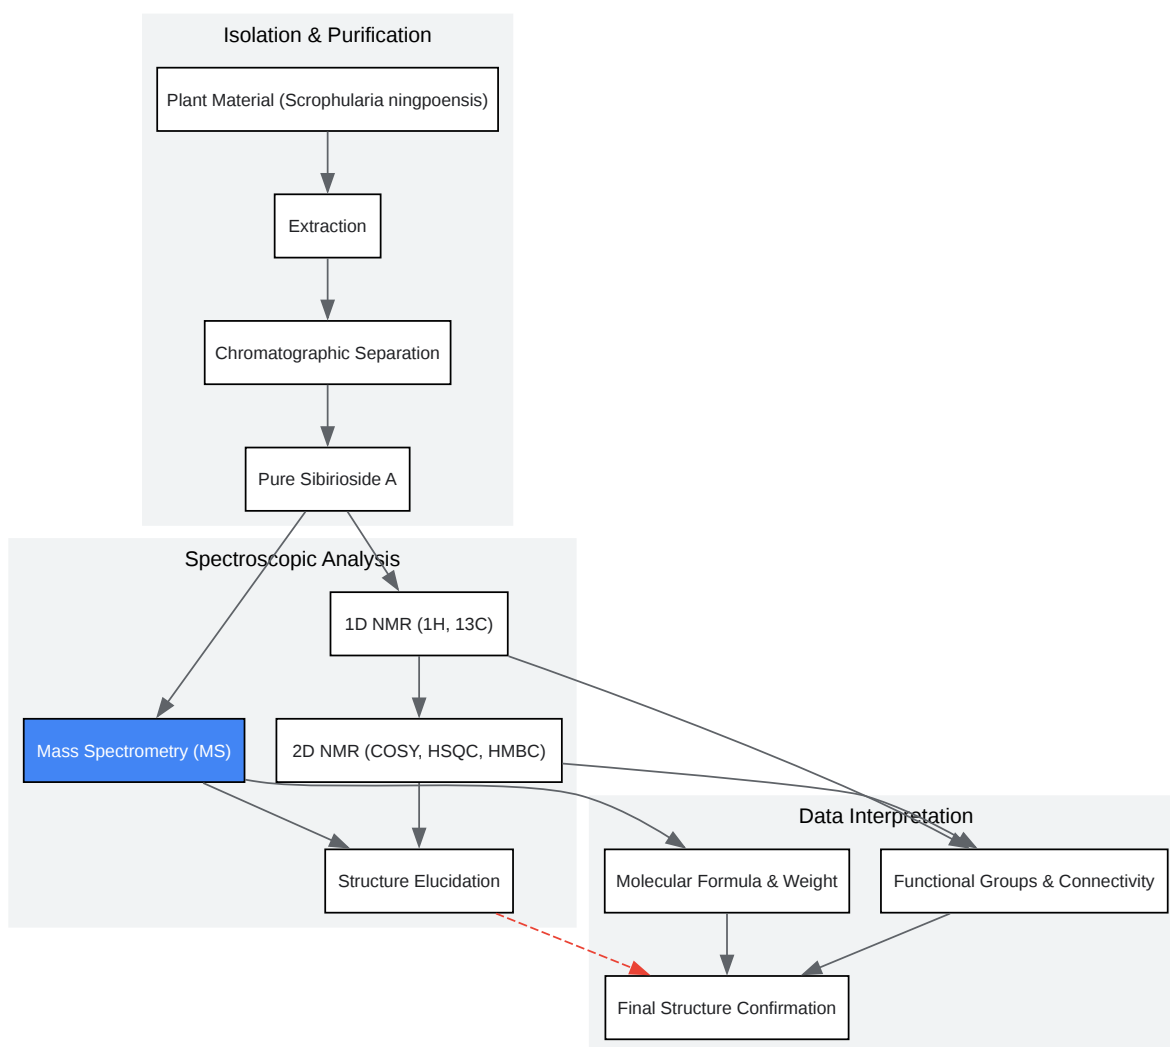 Isolation & Purification
Plant Material (Scrophularia ningpoensis)
Extraction
Chromatographic Separation
Pure Sibirioside A
Spectroscopic Analysis
1D NMR (1H, 13C)
Mass Spectrometry (MS)
2D NMR (COSY, HSQC, HMBC)
Structure Elucidation
Data Interpretation
Molecular Formula & Weight
Functional Groups & Connectivity
Final Structure Confirmation